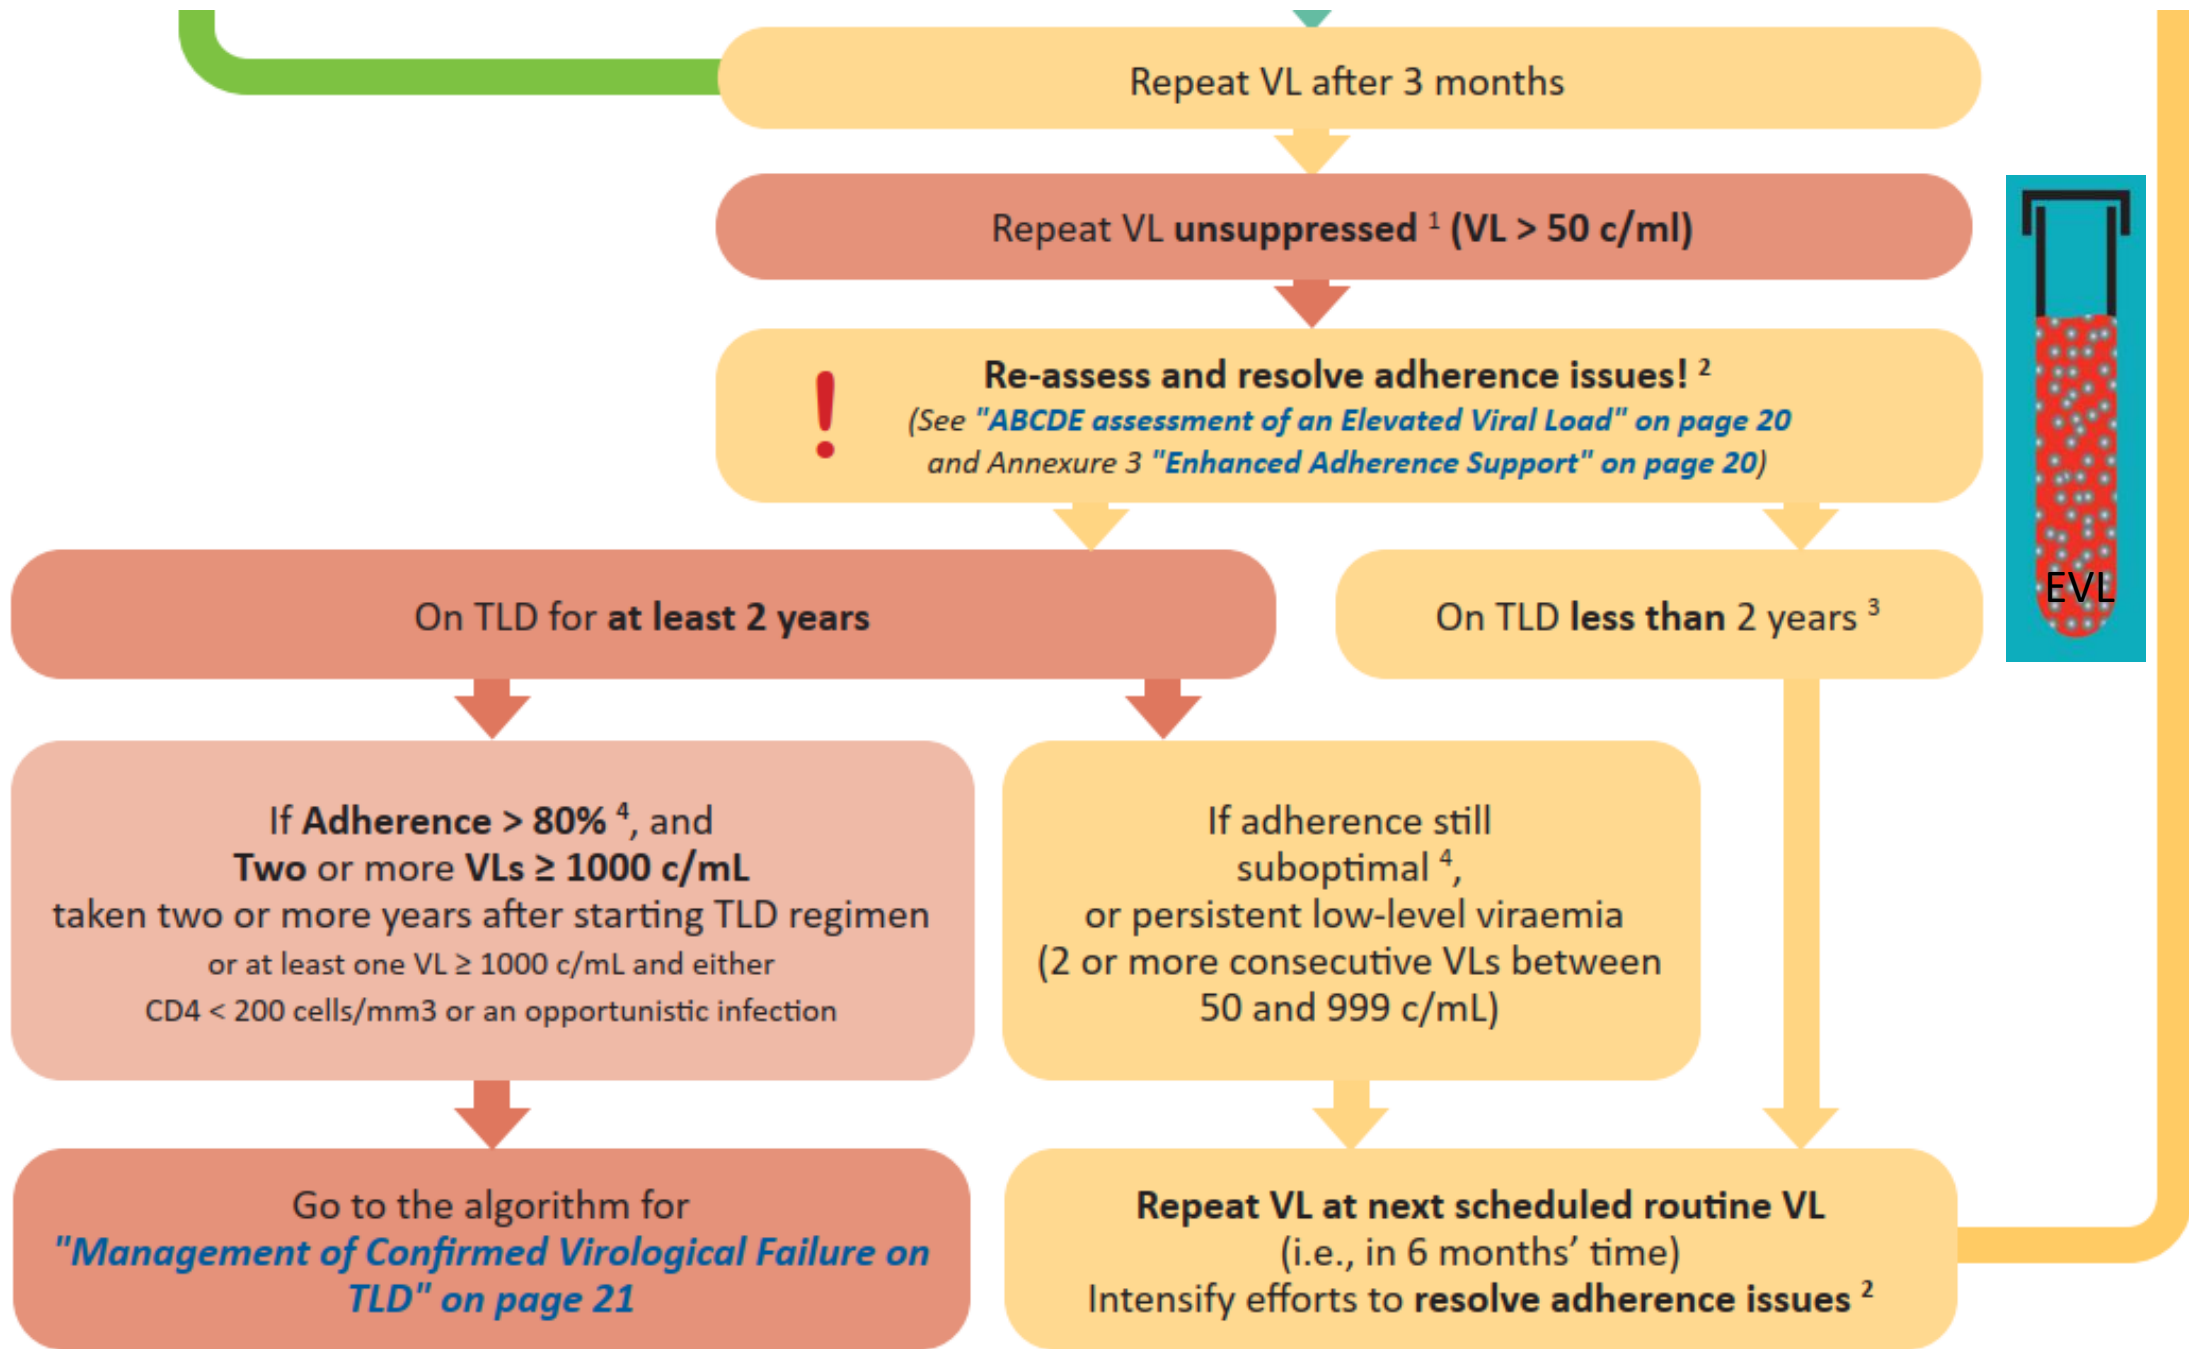 Repeat VL after 3 months
Repeat VL unsuppressed ¹ (VL > 50 c/ml)
!
Re-assess and resolve adherence issues! ²
(See "ABCDE assessment of an Elevated Viral Load" on page 20
and Annexure 3 "Enhanced Adherence Support" on page 20)
EVL
On TLD for at least 2 years
On TLD less than 2 years ³
If Adherence > 80% ⁴, and
Two or more VLs ≥ 1000 c/mL
taken two or more years after starting TLD regimen
or at least one VL ≥ 1000 c/mL and either
CD4 < 200 cells/mm3 or an opportunistic infection
If adherence still
suboptimal ⁴,
or persistent low-level viraemia
(2 or more consecutive VLs between
50 and 999 c/mL)
Go to the algorithm for
"Management of Confirmed Virological Failure on
TLD" on page 21
Repeat VL at next scheduled routine VL
(i.e., in 6 months’ time)
Intensify efforts to resolve adherence issues ²